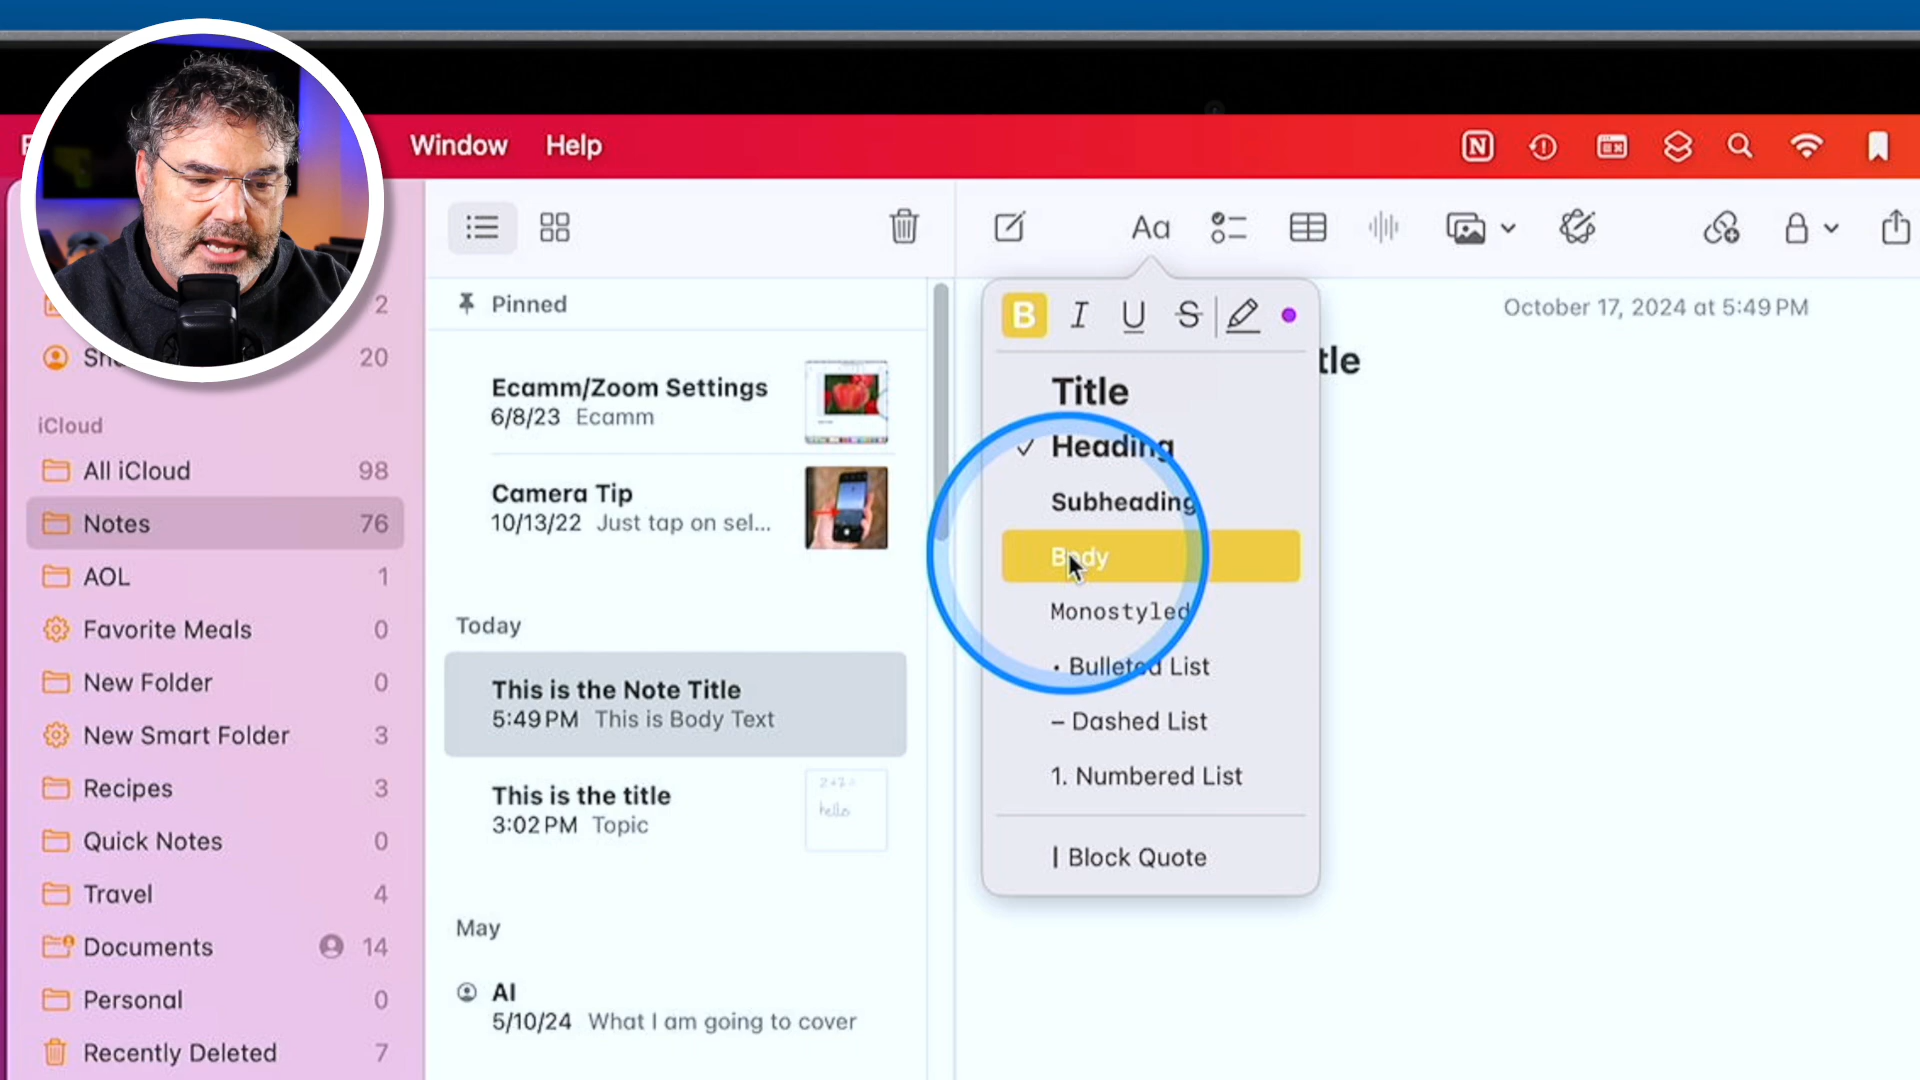 Window Help
N
Aa
Pinned
Ecamm/Zoom Settings
6/8/23 Ecamm
Camera Tip
10/13/22 Just tap on sel...
Today
This is the Note Title
5:49 PM This is Body Text
This is the title
3:02 PM Topic
hello
May
AI
5/10/24 What I am going to cover
2
20
iCloud
All iCloud 98
Notes 76
AOL 1
Favorite Meals 0
New Folder 0
New Smart Folder 3
Recipes 3
Quick Notes 0
Travel 4
Documents 14
Personal 0
Recently Deleted 7
B I U S
Title
✓ Heading
Subheading
Body
Monostyled
• Bulleted List
– Dashed List
1. Numbered List
| Block Quote
October 17, 2024 at 5:49 PM
tle